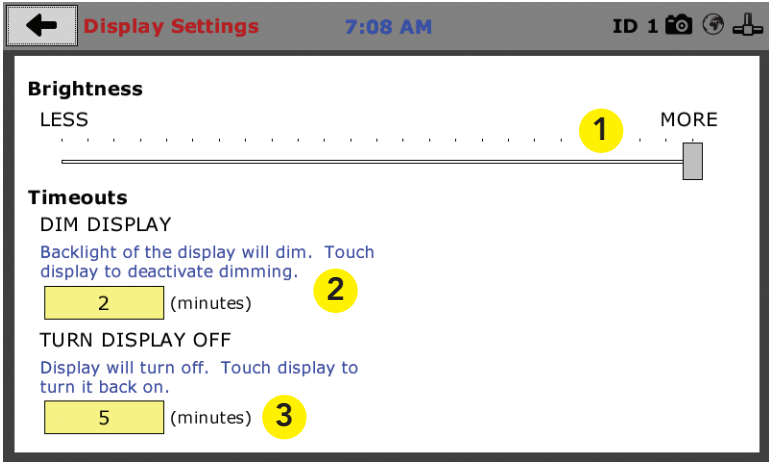 Display Settings 7:08 AM ID 1
Brightness
LESS 1 MORE
Timeouts
DIM DISPLAY
Backlight of the display will dim. Touch
display to deactivate dimming.
2
2 (minutes)
TURN DISPLAY OFF
Display will turn off. Touch display to
turn it back on.
5 (minutes) 3